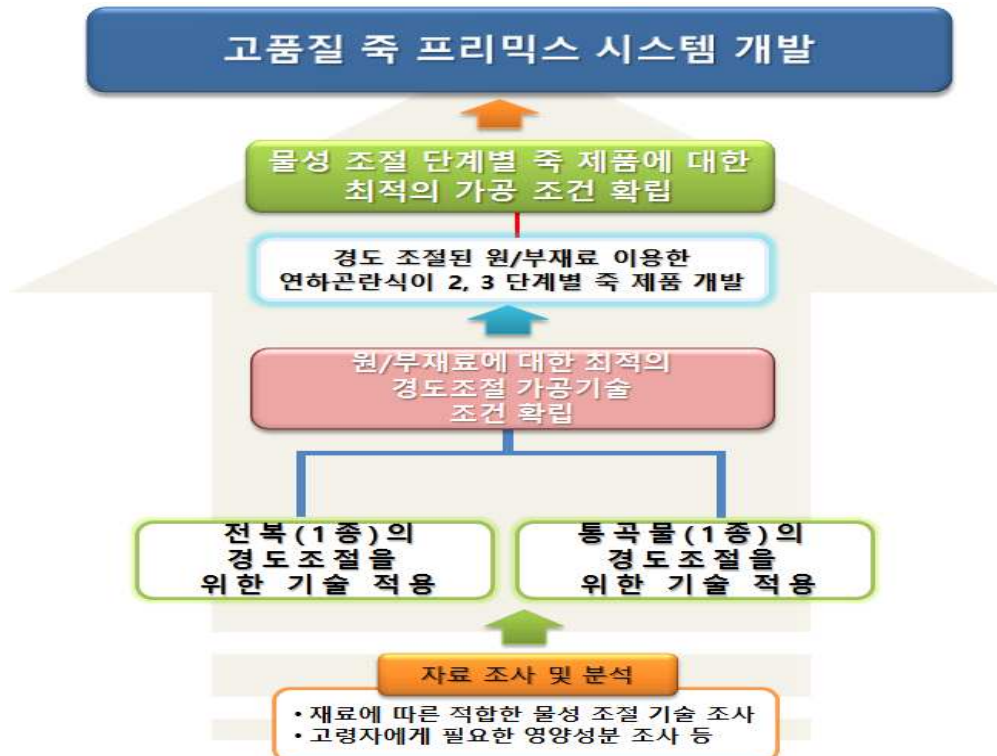 고품질 죽 프리믹스 시스템 개발
물성 조절 단계별 죽 제품에 대한
최적의 가공 조건 확립
경도 조절된 원/부재료 이용한
연하곤란식이 2, 3 단계별 죽 제품 개발
원/부재료에 대한 최적의
경도조절 가공기술
조건 확립
전복(1종)의
경도조절을
위한 기술 적용
통곡물(1종)의
경도조절을
위한 기술 적용
자료 조사 및 분석
• 재료에 따른 적합한 물성 조절 기술 조사
• 고령자에게 필요한 영양성분 조사 등